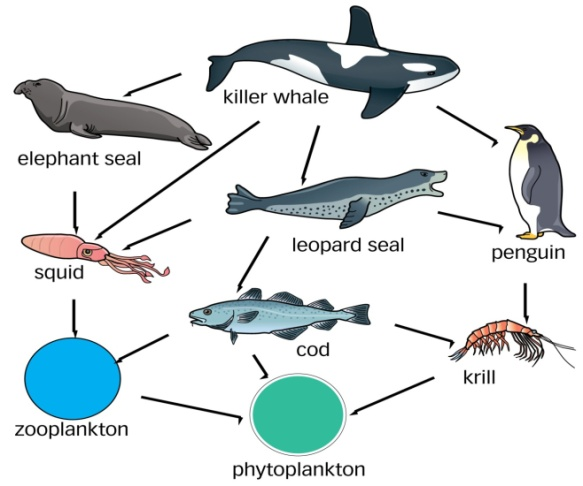 killer whale
elephant seal
leopard seal
penguin
squid
cod
krill
zooplankton
phytoplankton